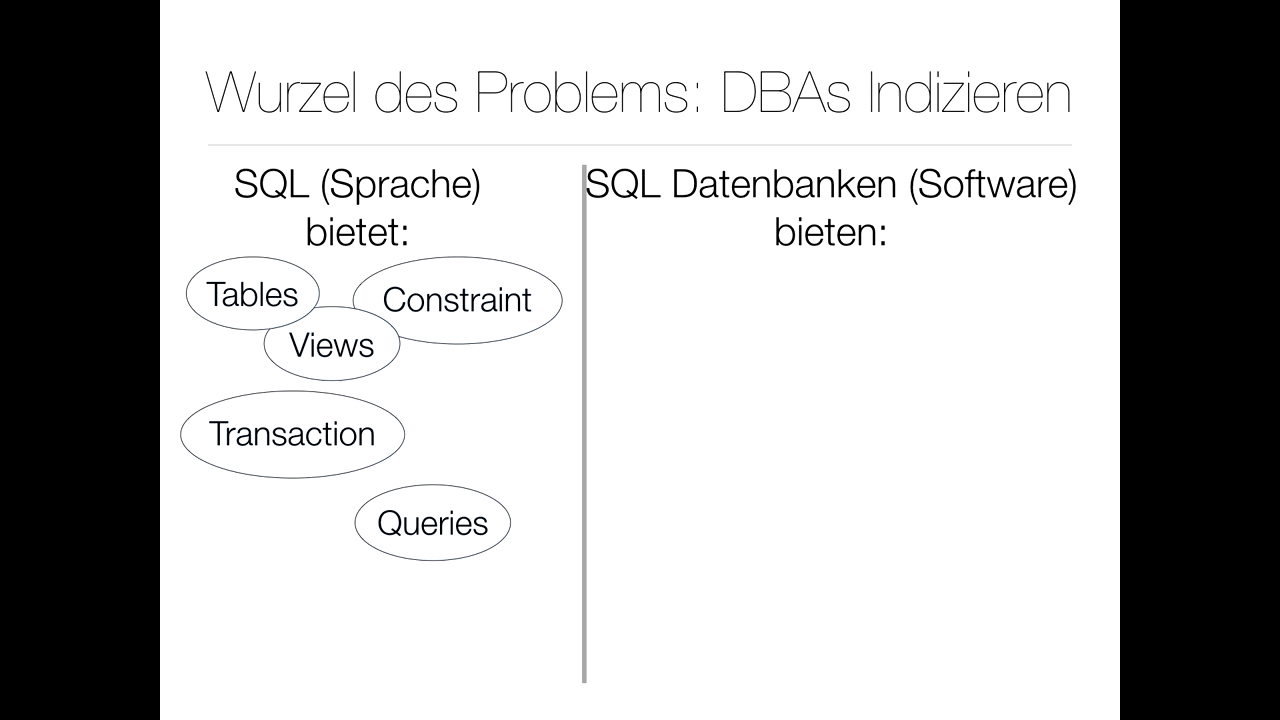 Wurzel des Problems: DBAs Indizieren
SQL (Sprache)
bietet:
Tables
Constraint
Views
Transaction
Queries
SQL Datenbanken (Software)
bieten: